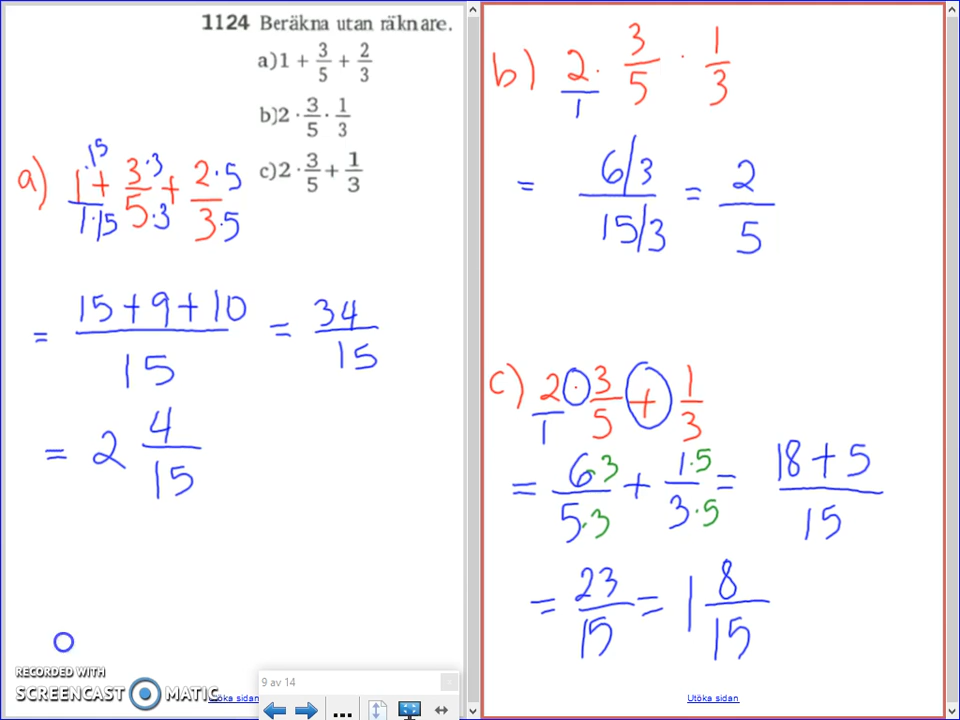 1124 Beräkna utan räknare.
a) 1 + 3/5 + 2/3
b) 2 · 3/5 · 1/3
c) 2 · 3/5 + 1/3
a) 1·15/1·15 + 3·3/5·3 + 2·5/3·5
= 15+9+10/15 = 34/15
= 2 4/15
b) 2/1 · 3/5 · 1/3
= 6/3/15/3 = 2/5
c) 2/1 · 3/5 + 1/3
= 6·3/5·3 + 1·5/3·5 = 18+5/15
= 23/15 = 1 8/15
RECORDED WITH
SCREENCAST MATIC
Utöka sidan
9 av 14
...
Utöka sidan